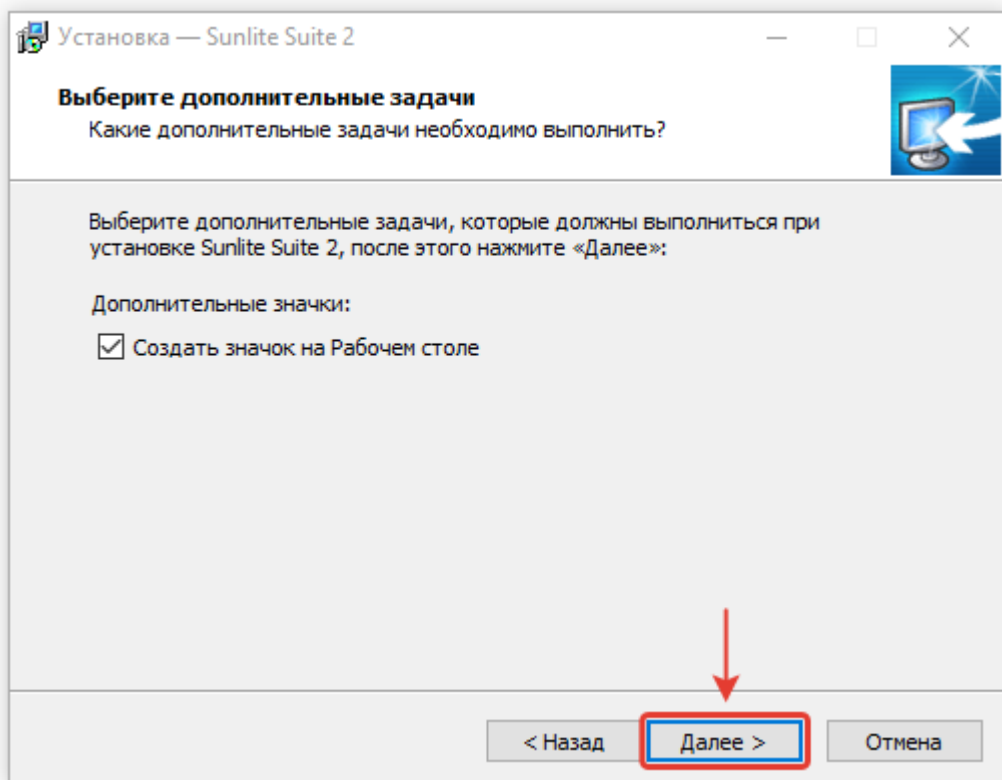 Установка — Sunlite Suite 2
Выберите дополнительные задачи
Какие дополнительные задачи необходимо выполнить?
Выберите дополнительные задачи, которые должны выполниться при
установке Sunlite Suite 2, после этого нажмите «Далее»:
Дополнительные значки:
Создать значок на Рабочем столе
< Назад
Далее >
Отмена